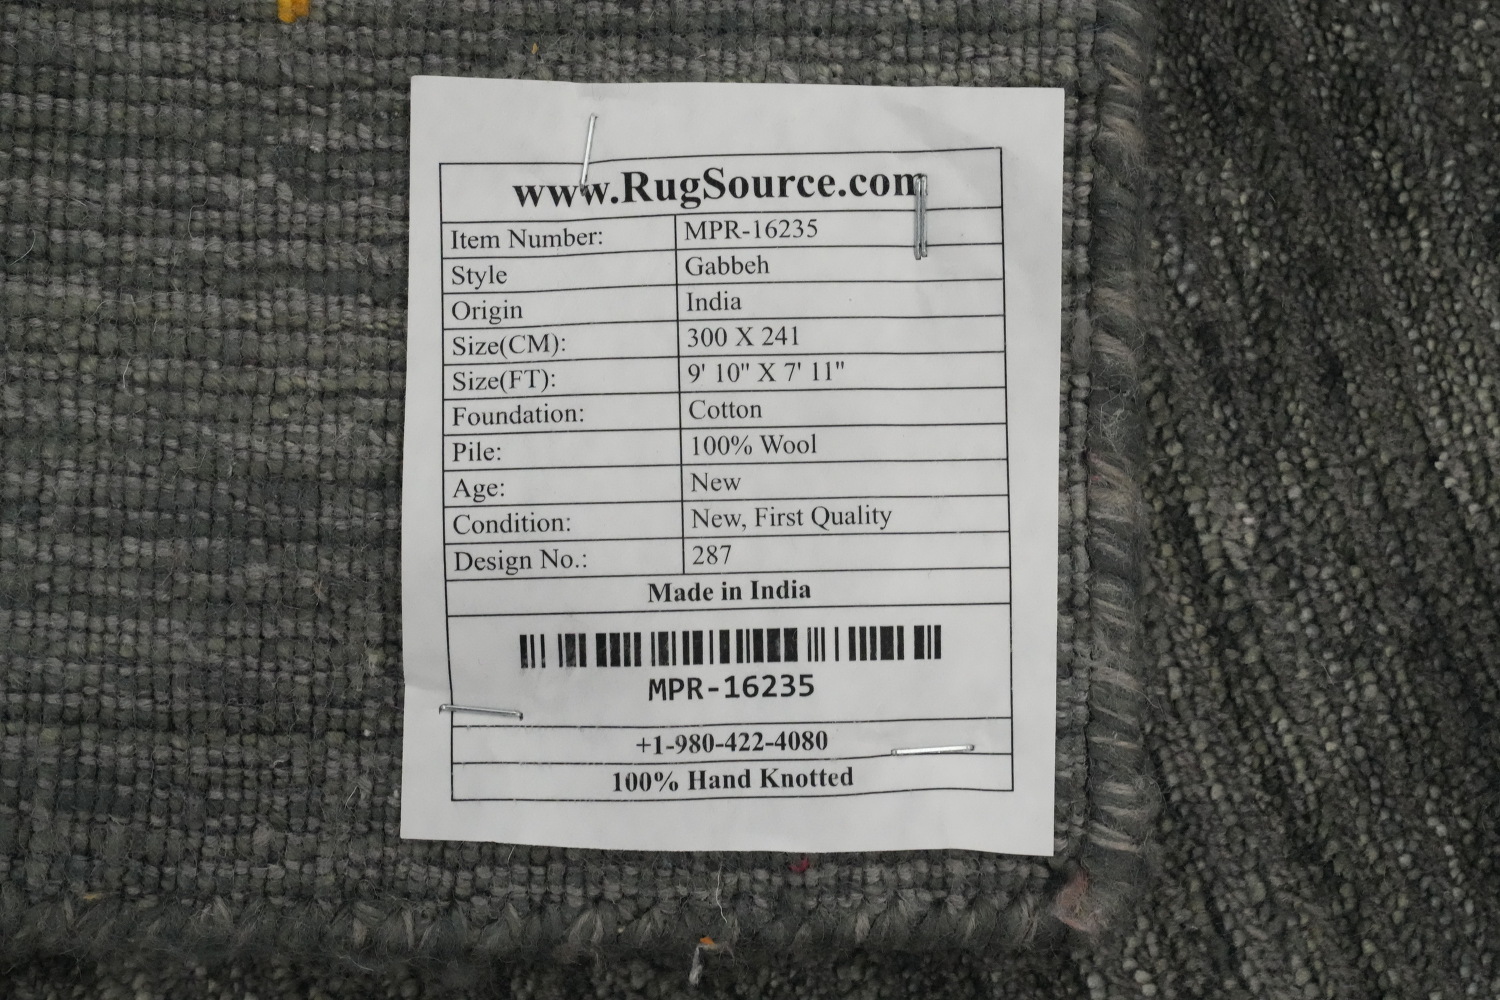 www.RugSource.com
Item Number: MPR-16235
Style Gabbeh
Origin India
Size(CM): 300 X 241
Size(FT): 9' 10" X 7' 11"
Foundation: Cotton
Pile: 100% Wool
Age: New
Condition: New, First Quality
Design No.: 287
Made in India
MPR-16235
+1-980-422-4080
100% Hand Knotted